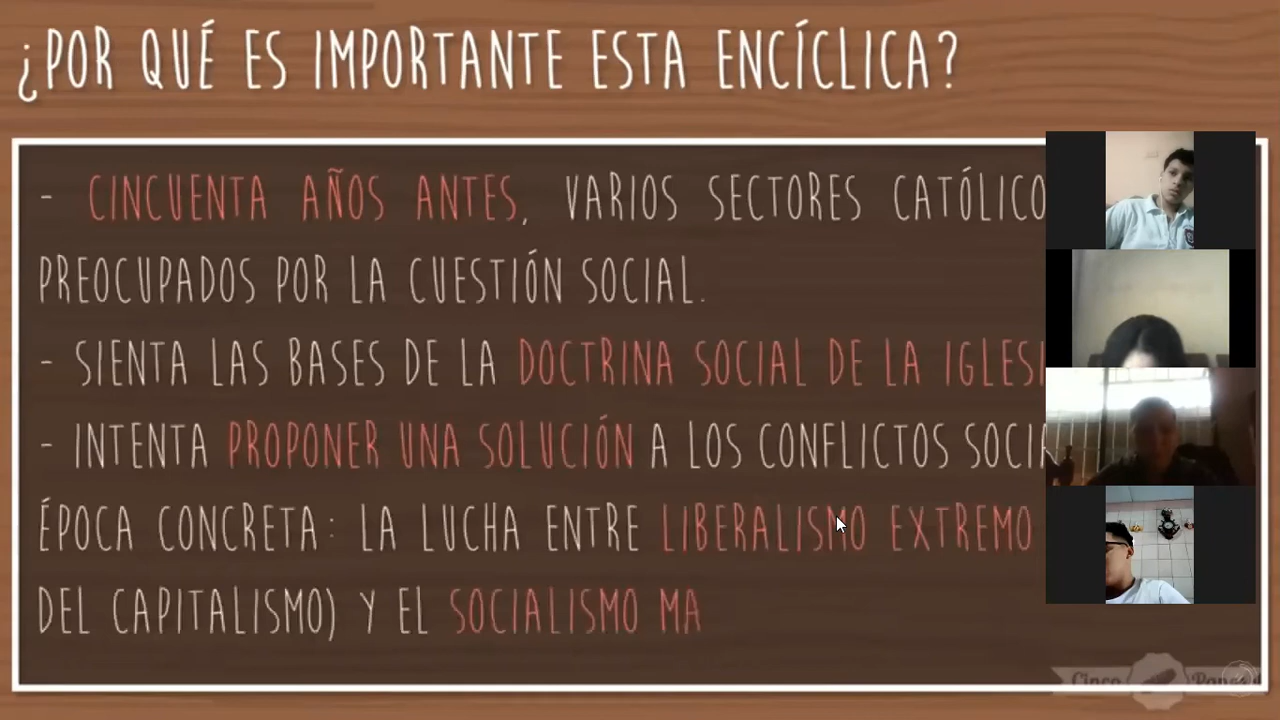 ¿POR QUÉ ES IMPORTANTE ESTA ENCÍCLICA?
- CINCUENTA AÑOS ANTES, VARIOS SECTORES CATÓLICO
PREOCUPADOS POR LA CUESTIÓN SOCIAL.
- SIENTA LAS BASES DE LA DOCTRINA SOCIAL DE LA IGLESI
- INTENTA PROPONER UNA SOLUCIÓN A LOS CONFLICTOS SOCI
ÉPOCA CONCRETA: LA LUCHA ENTRE LIBERALISMO EXTREMO
DEL CAPITALISMO) Y EL SOCIALISMO MA
Cinco